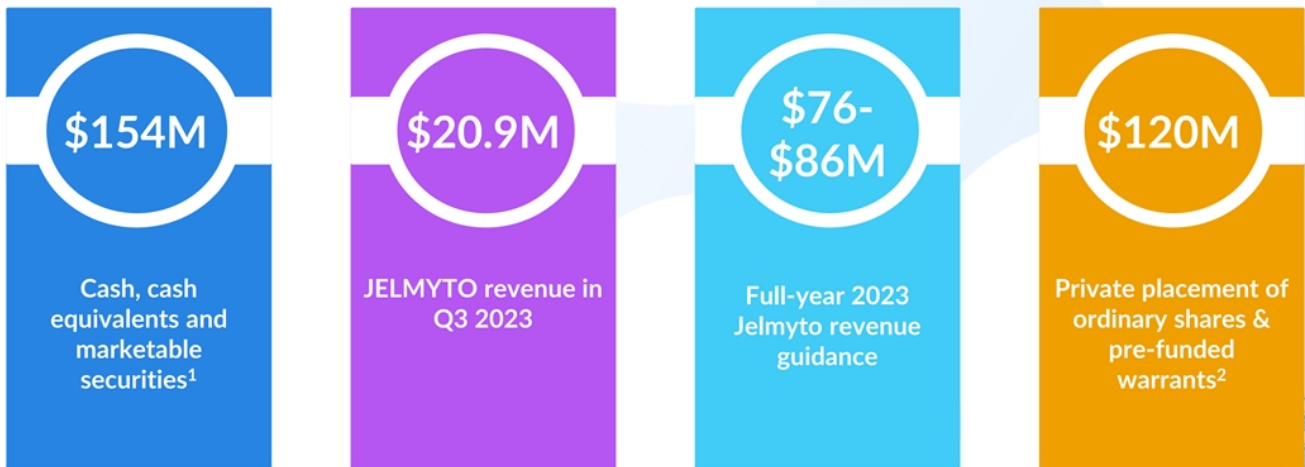 $154M
Cash, cash
equivalents and
marketable
securities¹
$20.9M
JELMYTO revenue in
Q3 2023
$76-
$86M
Full-year 2023
Jelmyto revenue
guidance
$120M
Private placement of
ordinary shares &
pre-funded
warrants²